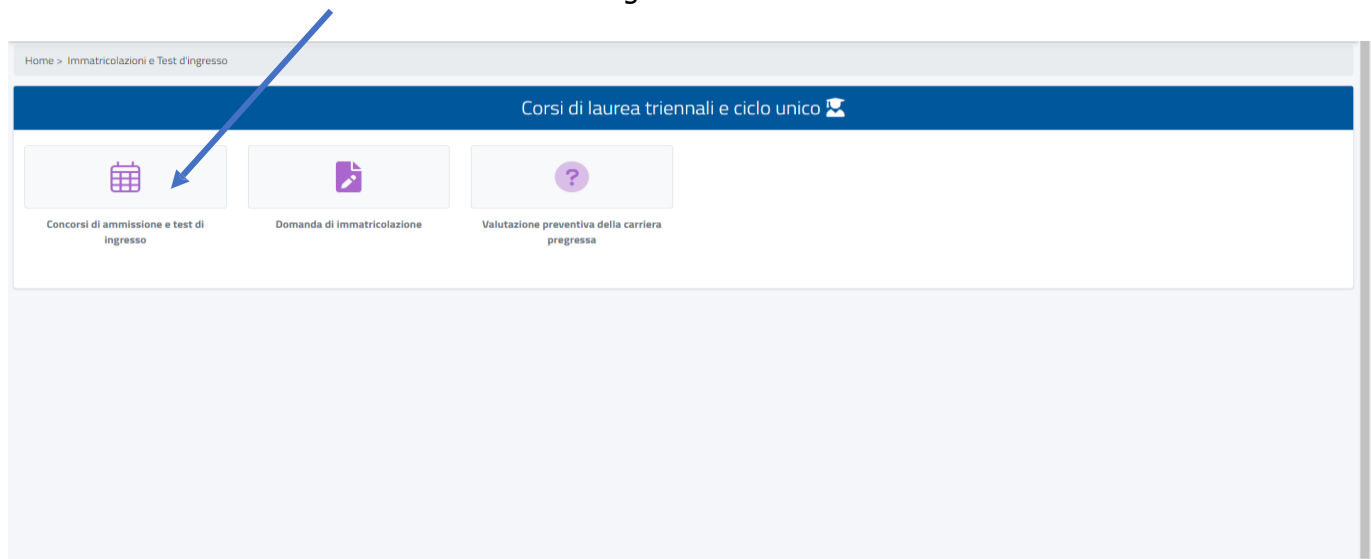 Home > Immatricolazioni e Test d'ingresso
Corsi di laurea triennali e ciclo unico
Concorsi di ammissione e test di
ingresso
Domanda di immatricolazione
Valutazione preventiva della carriera
pregressa